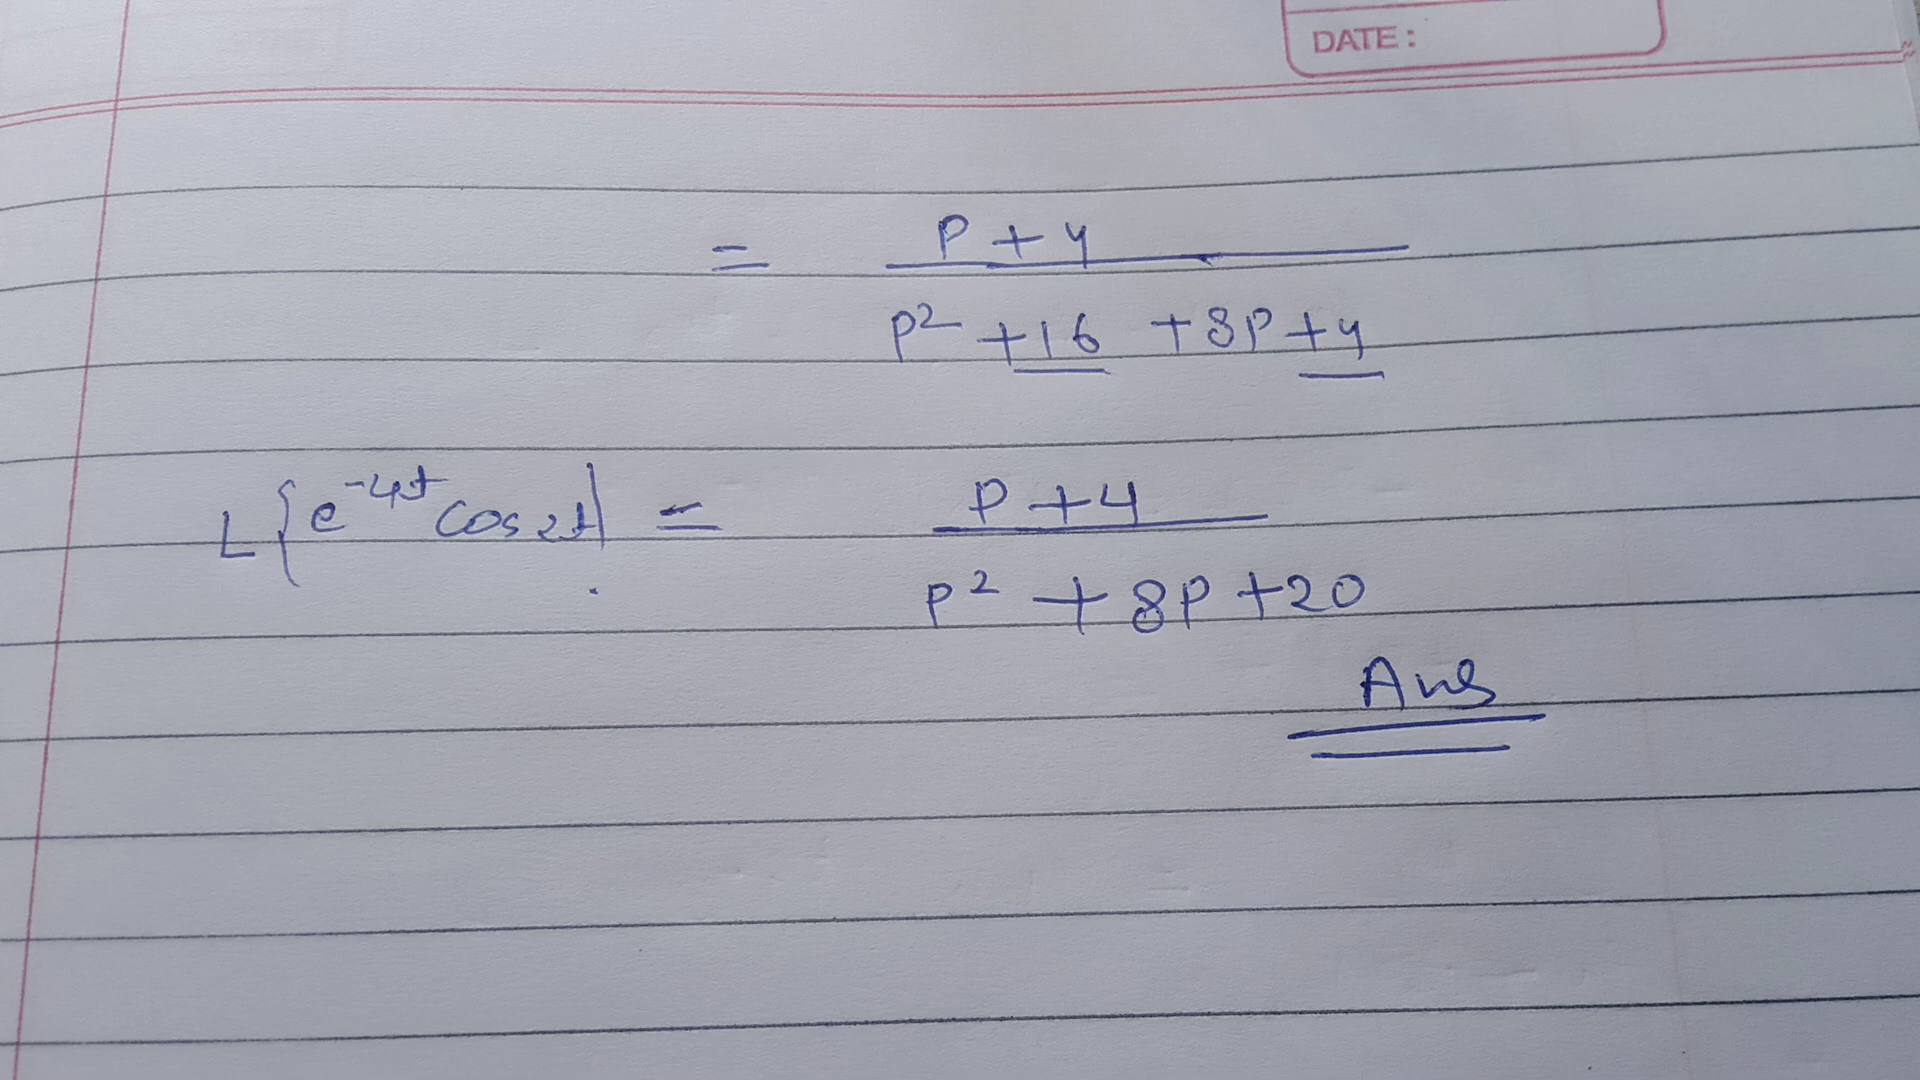 DATE :
= P + 4
P² + 16 + 8P + 4
L{e^-4t cos 2t} = P + 4
P² + 8P + 20
Ans